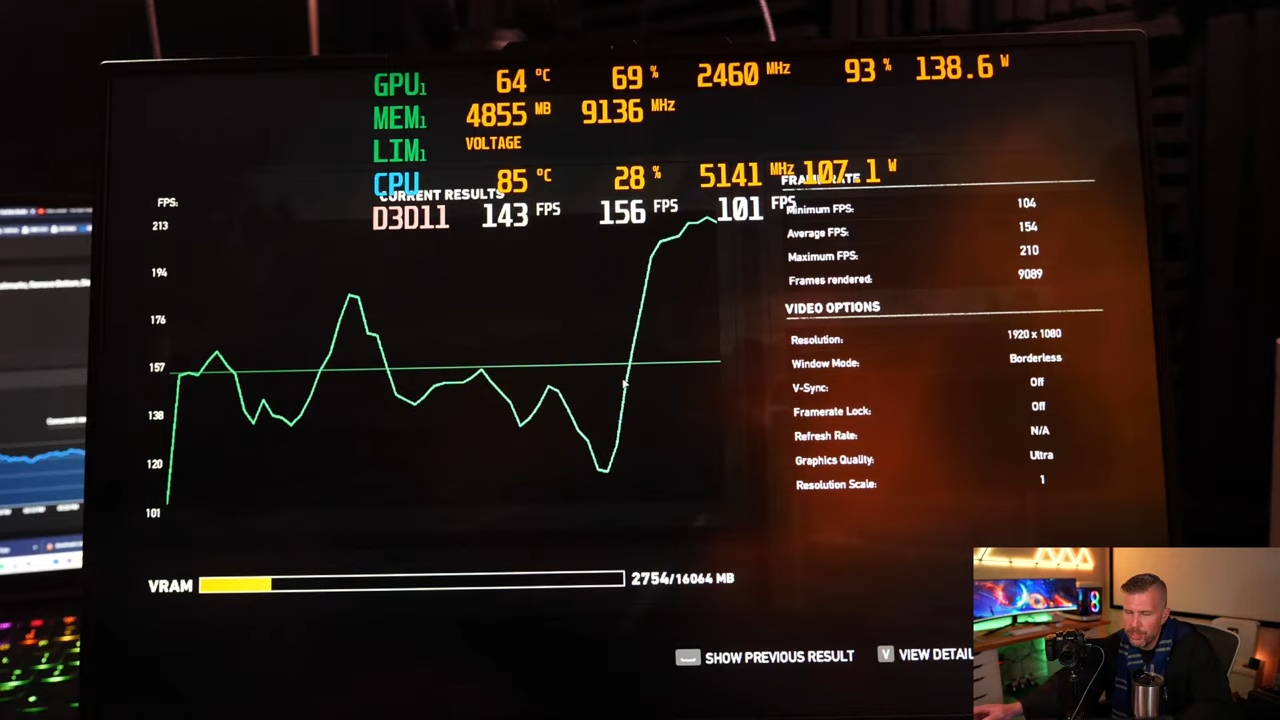 GPU1 64 °C 69 % 2460 MHz 93 % 138.6 W
MEM1 4855 MB 9136 MHz
LIM1 VOLTAGE
CPU 85 °C 28 % 5141 MHz 107.1 W
CURRENT RESULTS
D3D11 143 FPS 156 FPS 101 FPS
FPS:
213
194
176
157
138
120
101
FRAME RATE
Minimum FPS: 104
Average FPS: 154
Maximum FPS: 210
Frames rendered: 9089
VIDEO OPTIONS
Resolution: 1920 x 1080
Window Mode: Borderless
V-Sync: Off
Framerate Lock: Off
Refresh Rate: N/A
Graphics Quality: Ultra
Resolution Scale: 1
VRAM 2754/16064 MB
SHOW PREVIOUS RESULT
V VIEW DETAI